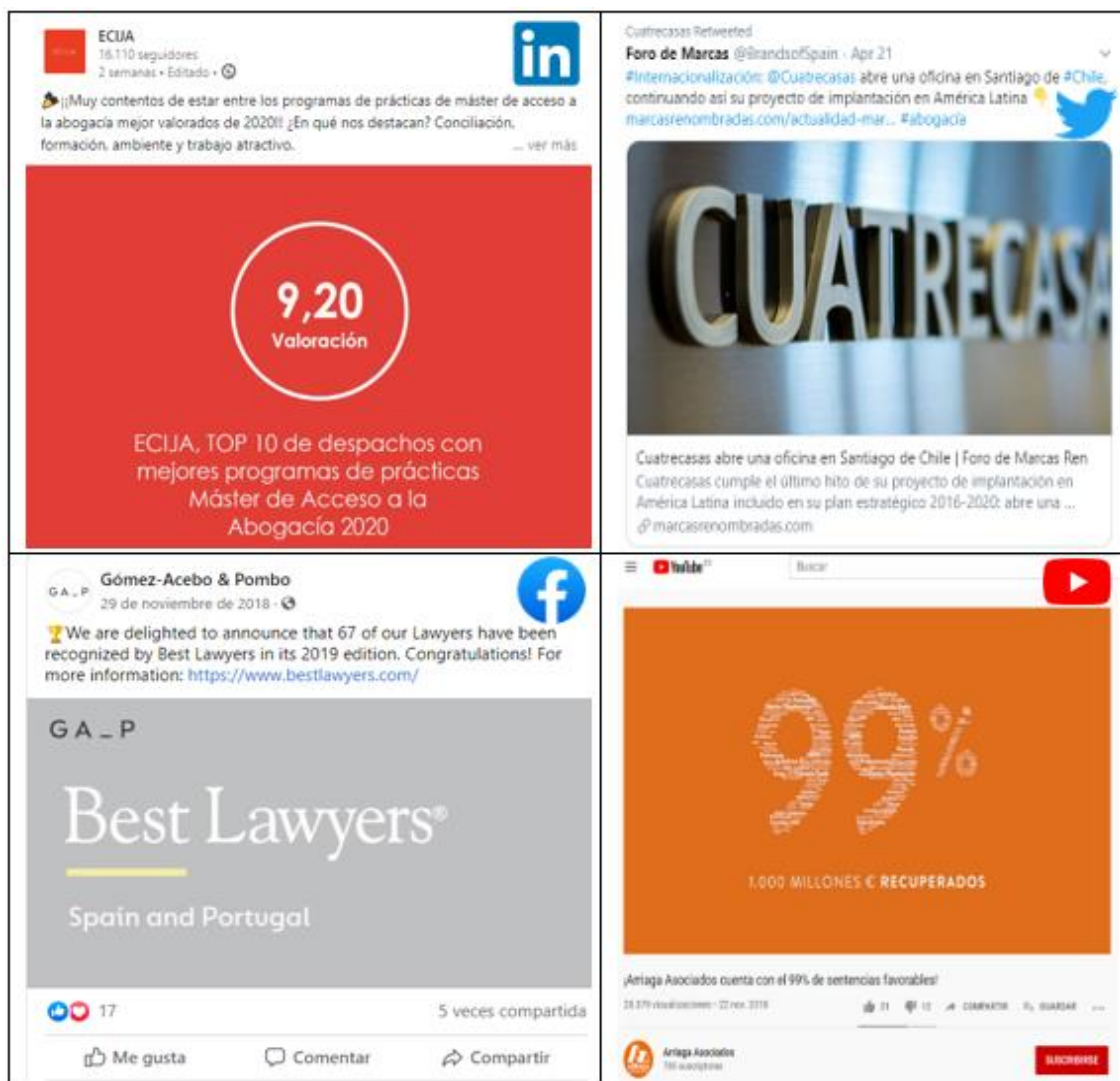 ECIJA
16.110 seguidores
2 semanas • Editado •
¡¡Muy contentos de estar entre los programas de prácticas de máster de acceso a
la abogacía mejor valorados de 2020!! ¿En qué nos destacan? Conciliación,
formación, ambiente y trabajo atractivo.
... ver más
in
9,20
Valoración
ECIJA, TOP 10 de despachos con
mejores programas de prácticas
Máster de Acceso a la
Abogacía 2020
Cuatrecasas Retweeted
Foro de Marcas @BrandsofSpain · Apr 21
#Internacionalización: @Cuatrecasas abre una oficina en Santiago de #Chile,
continuando así su proyecto de implantación en América Latina
marcasrenombradas.com/actualidad-mar... #abogacía
CUATRECASA
Cuatrecasas abre una oficina en Santiago de Chile | Foro de Marcas Ren
Cuatrecasas cumple el último hito de su proyecto de implantación en
América Latina incluido en su plan estratégico 2016-2020: abre una ...
marcasrenombradas.com
GA_P
Gómez-Acebo & Pombo
29 de noviembre de 2018 ·
We are delighted to announce that 67 of our Lawyers have been
recognized by Best Lawyers in its 2019 edition. Congratulations! For
more information: https://www.bestlawyers.com/
GA_P
Best Lawyers®
Spain and Portugal
17
5 veces compartida
Me gusta
Comentar
Compartir
YouTube ES
Buscar
99%
1.000 MILLONES € RECUPERADOS
¡Arriaga Asociados cuenta con el 99% de sentencias favorables!
visualizaciones · 22 nov. 2018
COMPARTIR
GUARDAR
Arriaga Asociados
suscriptores
SUSCRIBIRSE